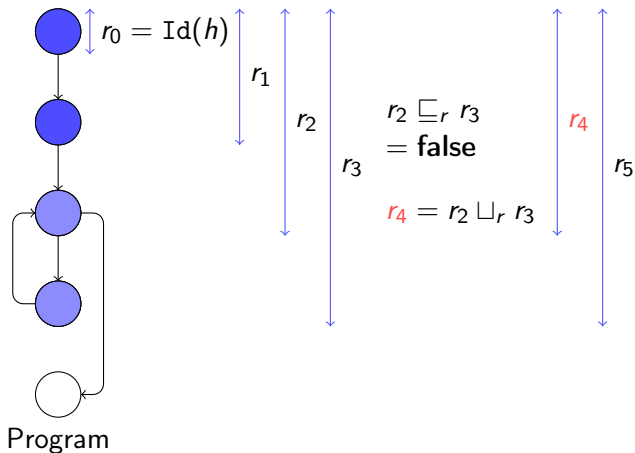 r₀ = Id(h)
r₁
r₂
r₃
r₂ ⊑ᵣ r₃
= false
r₄ = r₂ ⊔ᵣ r₃
r₄
r₅
Program